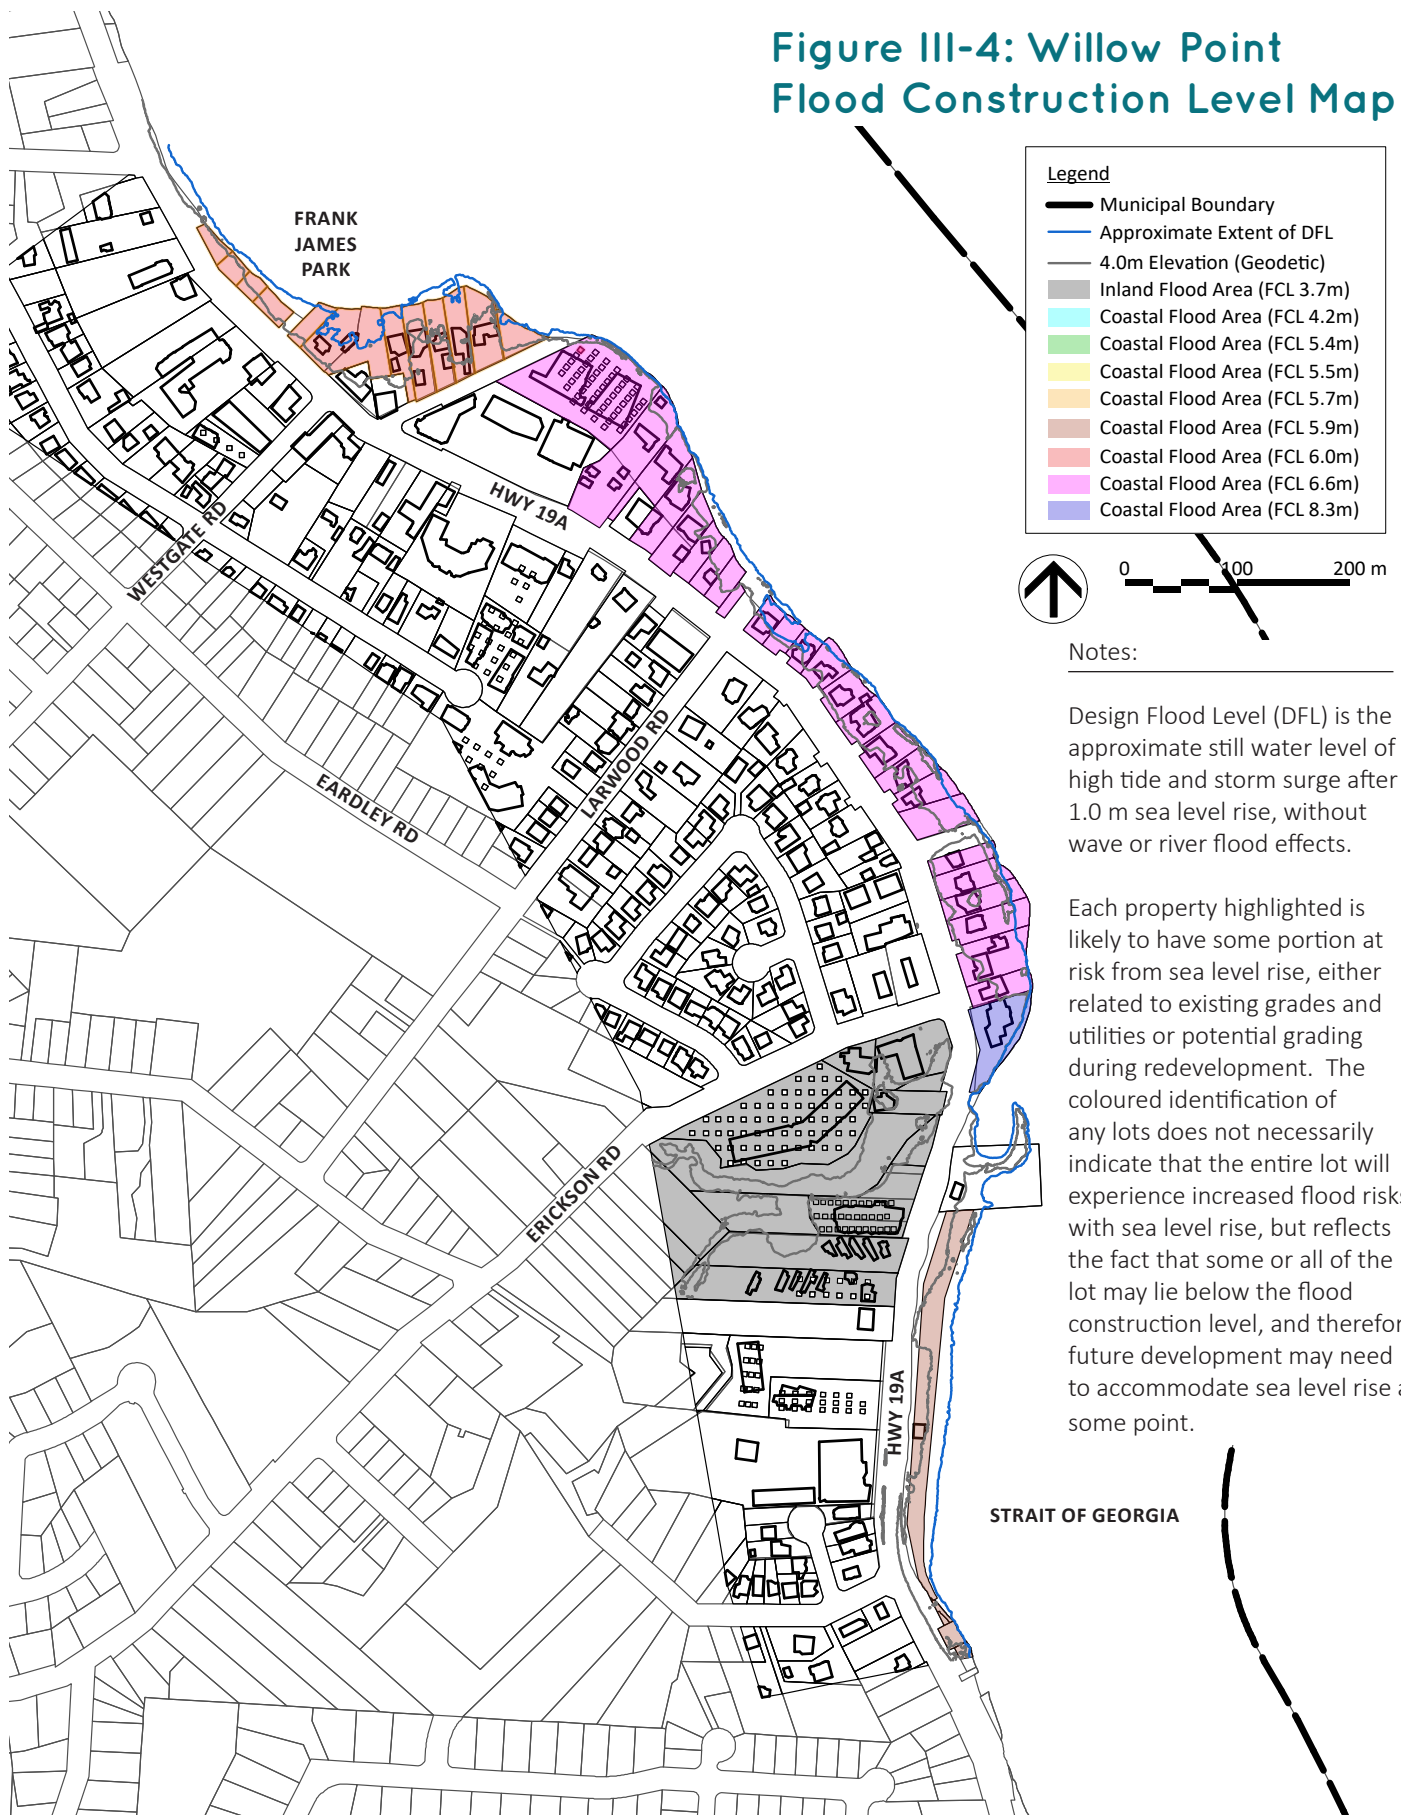 Figure III-4: Willow Point
Flood Construction Level Map
Legend
Municipal Boundary
Approximate Extent of DFL
4.0m Elevation (Geodetic)
Inland Flood Area (FCL 3.7m)
Coastal Flood Area (FCL 4.2m)
Coastal Flood Area (FCL 5.4m)
Coastal Flood Area (FCL 5.5m)
Coastal Flood Area (FCL 5.7m)
Coastal Flood Area (FCL 5.9m)
Coastal Flood Area (FCL 6.0m)
Coastal Flood Area (FCL 6.6m)
Coastal Flood Area (FCL 8.3m)
0 100 200 m
FRANK
JAMES
PARK
HWY 19A
WESTGATE RD
LARWOOD RD
EARDLEY RD
ERICKSON RD
HWY 19A
STRAIT OF GEORGIA
Notes:
Design Flood Level (DFL) is the
approximate still water level of
high tide and storm surge after
1.0 m sea level rise, without
wave or river flood effects.
Each property highlighted is
likely to have some portion at
risk from sea level rise, either
related to existing grades and
utilities or potential grading
during redevelopment. The
coloured identification of
any lots does not necessarily
indicate that the entire lot will
experience increased flood risks
with sea level rise, but reflects
the fact that some or all of the
lot may lie below the flood
construction level, and therefor
future development may need
to accommodate sea level rise a
some point.